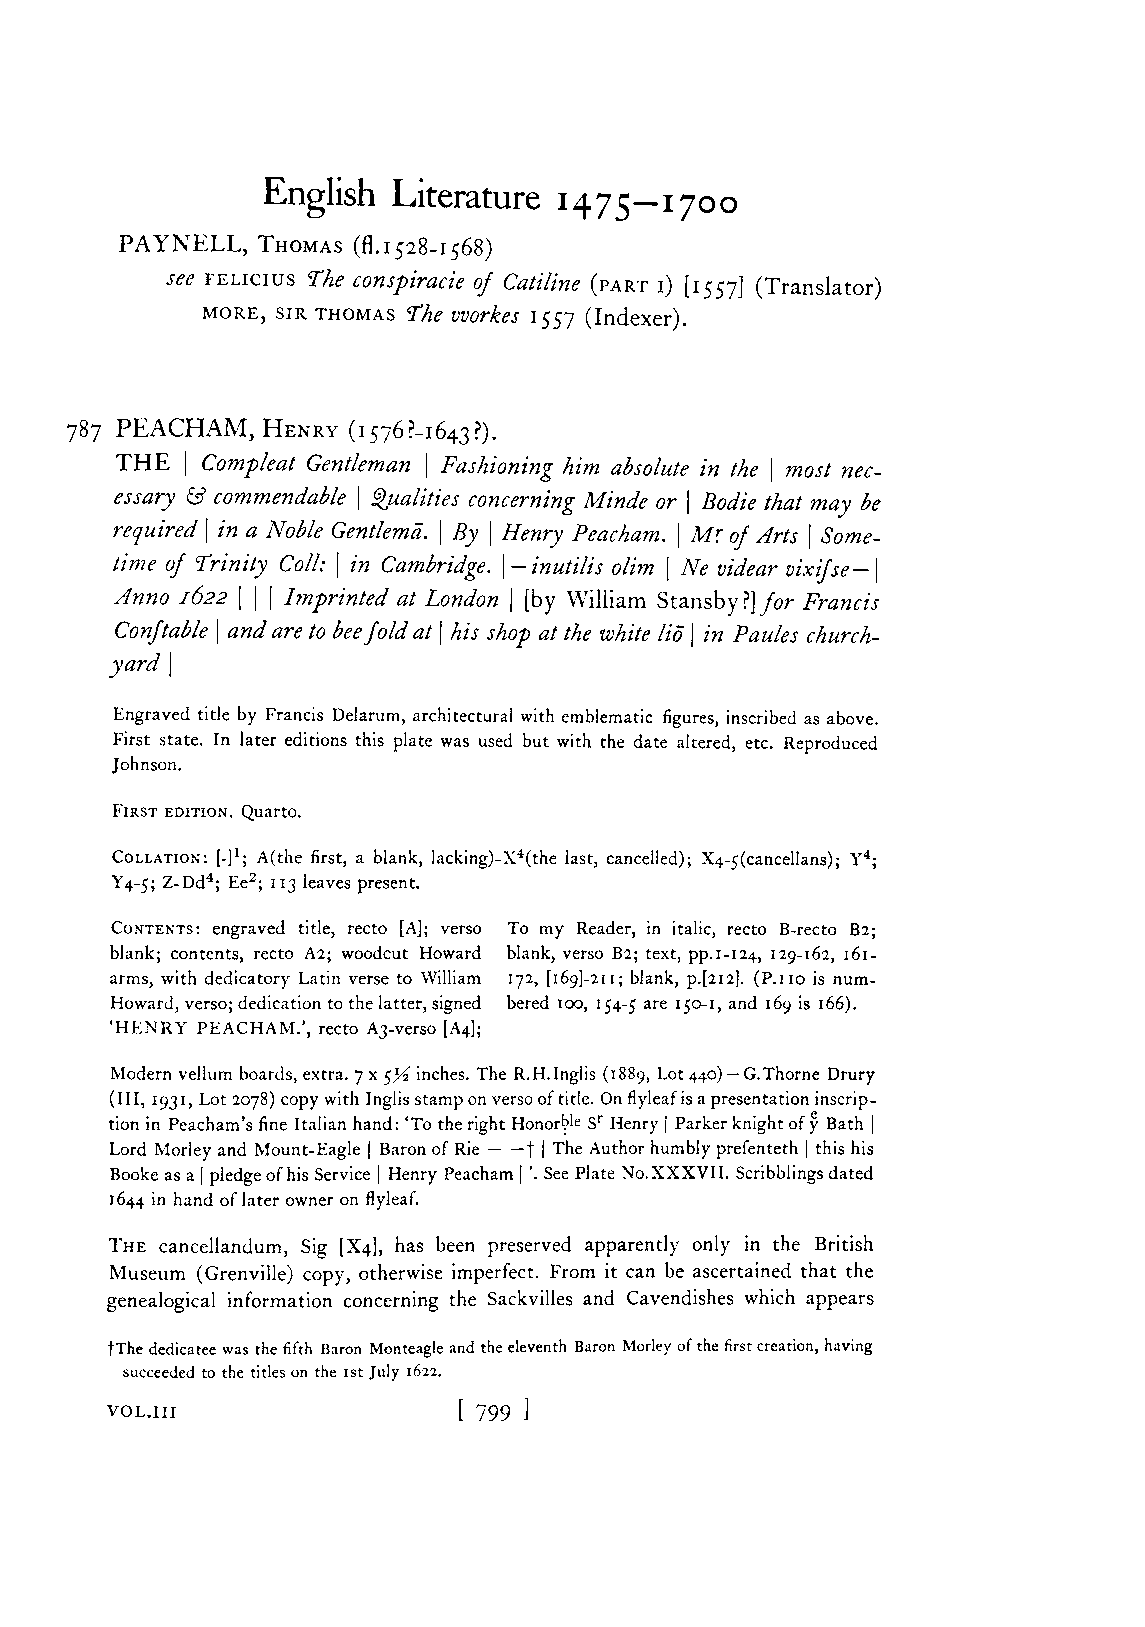 English Literature 1475—1700
PAYNELL, THOMAS (fl.1528-1568)
see FELICIUS The conspiracie of Catiline (PART I) [1557] (Translator)
MORE, SIR THOMAS The vvorkes 1557 (Indexer).
787 PEACHAM, HENRY (1576?-1643?).
THE | Compleat Gentleman | Fashioning him absolute in the | most nec-
essary & commendable | Qualities concerning Minde or | Bodie that may be
required | in a Noble Gentlemā. | By | Henry Peacham. | Mr of Arts | Some-
time of Trinity Coll: | in Cambridge. |—inutilis olim | Ne videar vixiſse—|
Anno 1622 | | | Imprinted at London | [by William Stansby?] for Francis
Conſtable | and are to bee ſold at | his shop at the white liō | in Paules church-
yard |
Engraved title by Francis Delarum, architectural with emblematic figures, inscribed as above.
First state. In later editions this plate was used but with the date altered, etc. Reproduced
Johnson.
FIRST EDITION. Quarto.
COLLATION: [-]¹; A(the first, a blank, lacking)-X⁴(the last, cancelled); X4-5(cancellans); Y⁴;
Y4-5; Z-Dd⁴; Ee²; 113 leaves present.
CONTENTS: engraved title, recto [A]; verso
blank; contents, recto A2; woodcut Howard
arms, with dedicatory Latin verse to William
Howard, verso; dedication to the latter, signed
'HENRY PEACHAM.', recto A3-verso [A4];
To my Reader, in italic, recto B-recto B2;
blank, verso B2; text, pp.1-124, 129-162, 161-
172, [169]-211; blank, p.[212]. (P.110 is num-
bered 100, 154-5 are 150-1, and 169 is 166).
Modern vellum boards, extra. 7 x 5½ inches. The R.H.Inglis (1889, Lot 440)—G.Thorne Drury
(III, 1931, Lot 2078) copy with Inglis stamp on verso of title. On flyleaf is a presentation inscrip-
tion in Peacham's fine Italian hand: 'To the right Honorble Sr Henry | Parker knight of yͤ Bath |
Lord Morley and Mount-Eagle | Baron of Rie — —† | The Author humbly preſenteth | this his
Booke as a | pledge of his Service | Henry Peacham | '. See Plate No.XXXVII. Scribblings dated
1644 in hand of later owner on flyleaf.
THE cancellandum, Sig [X4], has been preserved apparently only in the British
Museum (Grenville) copy, otherwise imperfect. From it can be ascertained that the
genealogical information concerning the Sackvilles and Cavendishes which appears
†The dedicatee was the fifth Baron Monteagle and the eleventh Baron Morley of the first creation, having
succeeded to the titles on the 1st July 1622.
VOL.III [ 799 ]